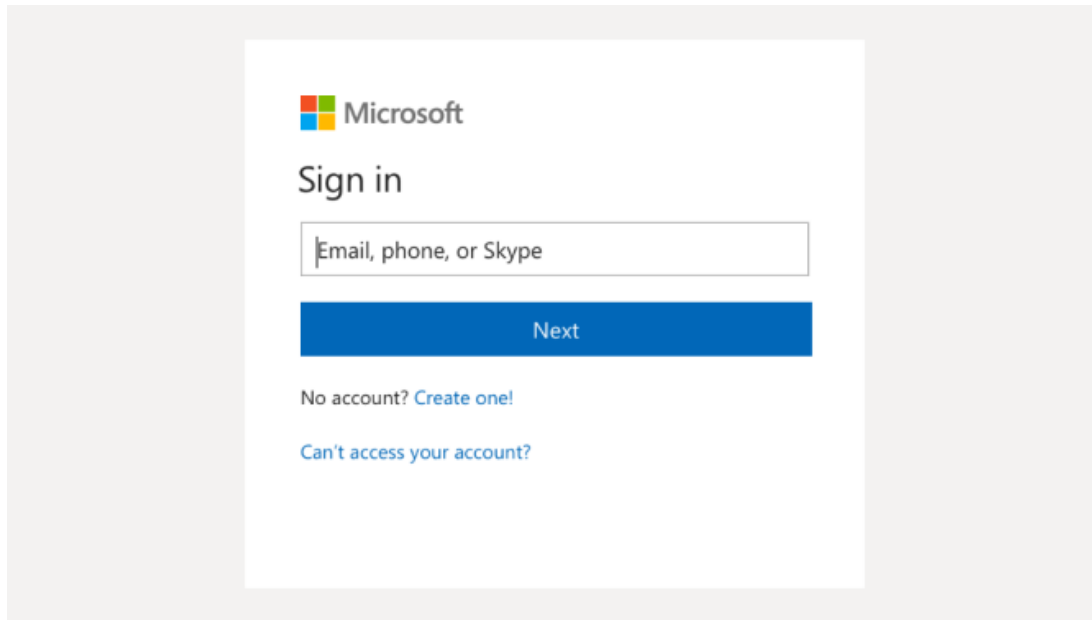 Microsoft
Sign in
Email, phone, or Skype
Next
No account? Create one!
Can't access your account?